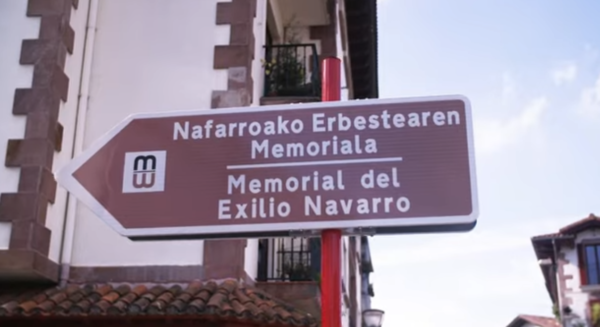 Nafarroako Erbestearen
Memoriala
Memorial del
Exilio Navarro